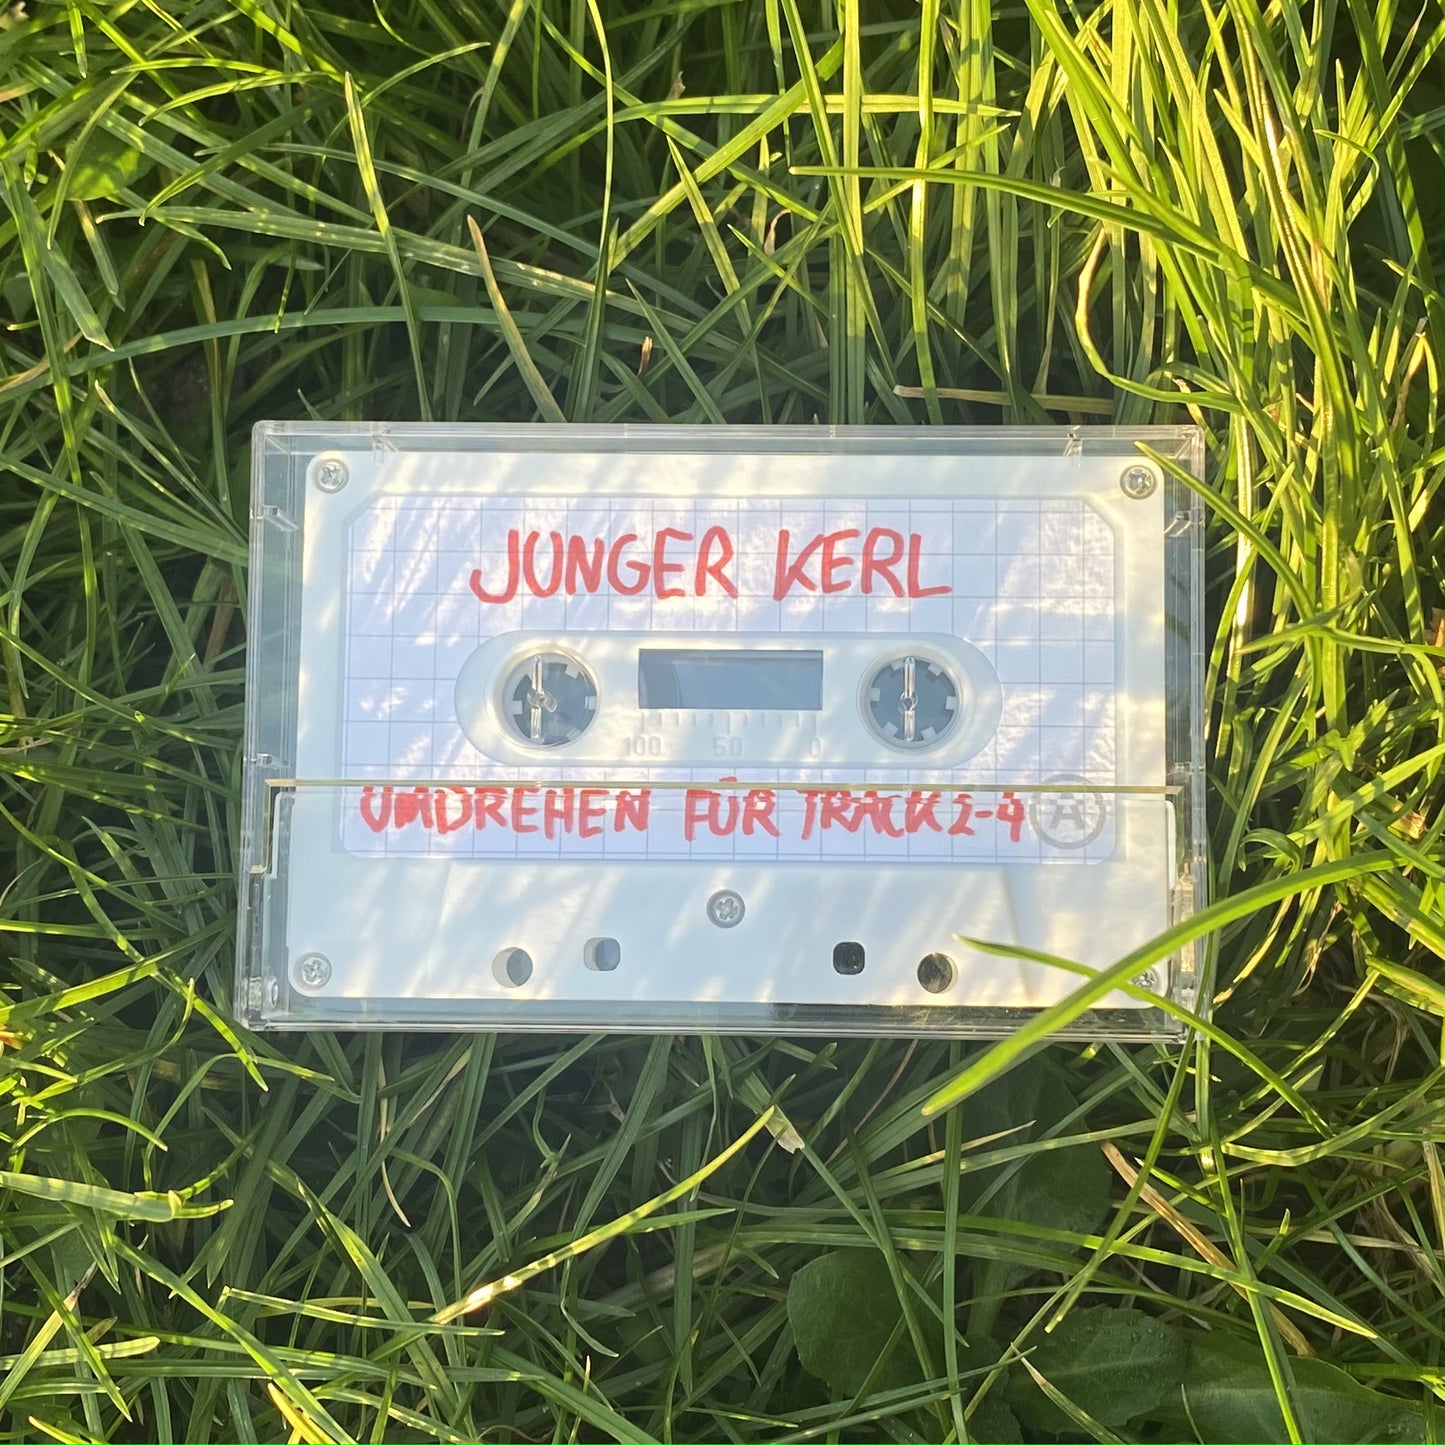 JUNGER KERL
100 50 0
UMDREHEN FÜR TRACK 2-4 A